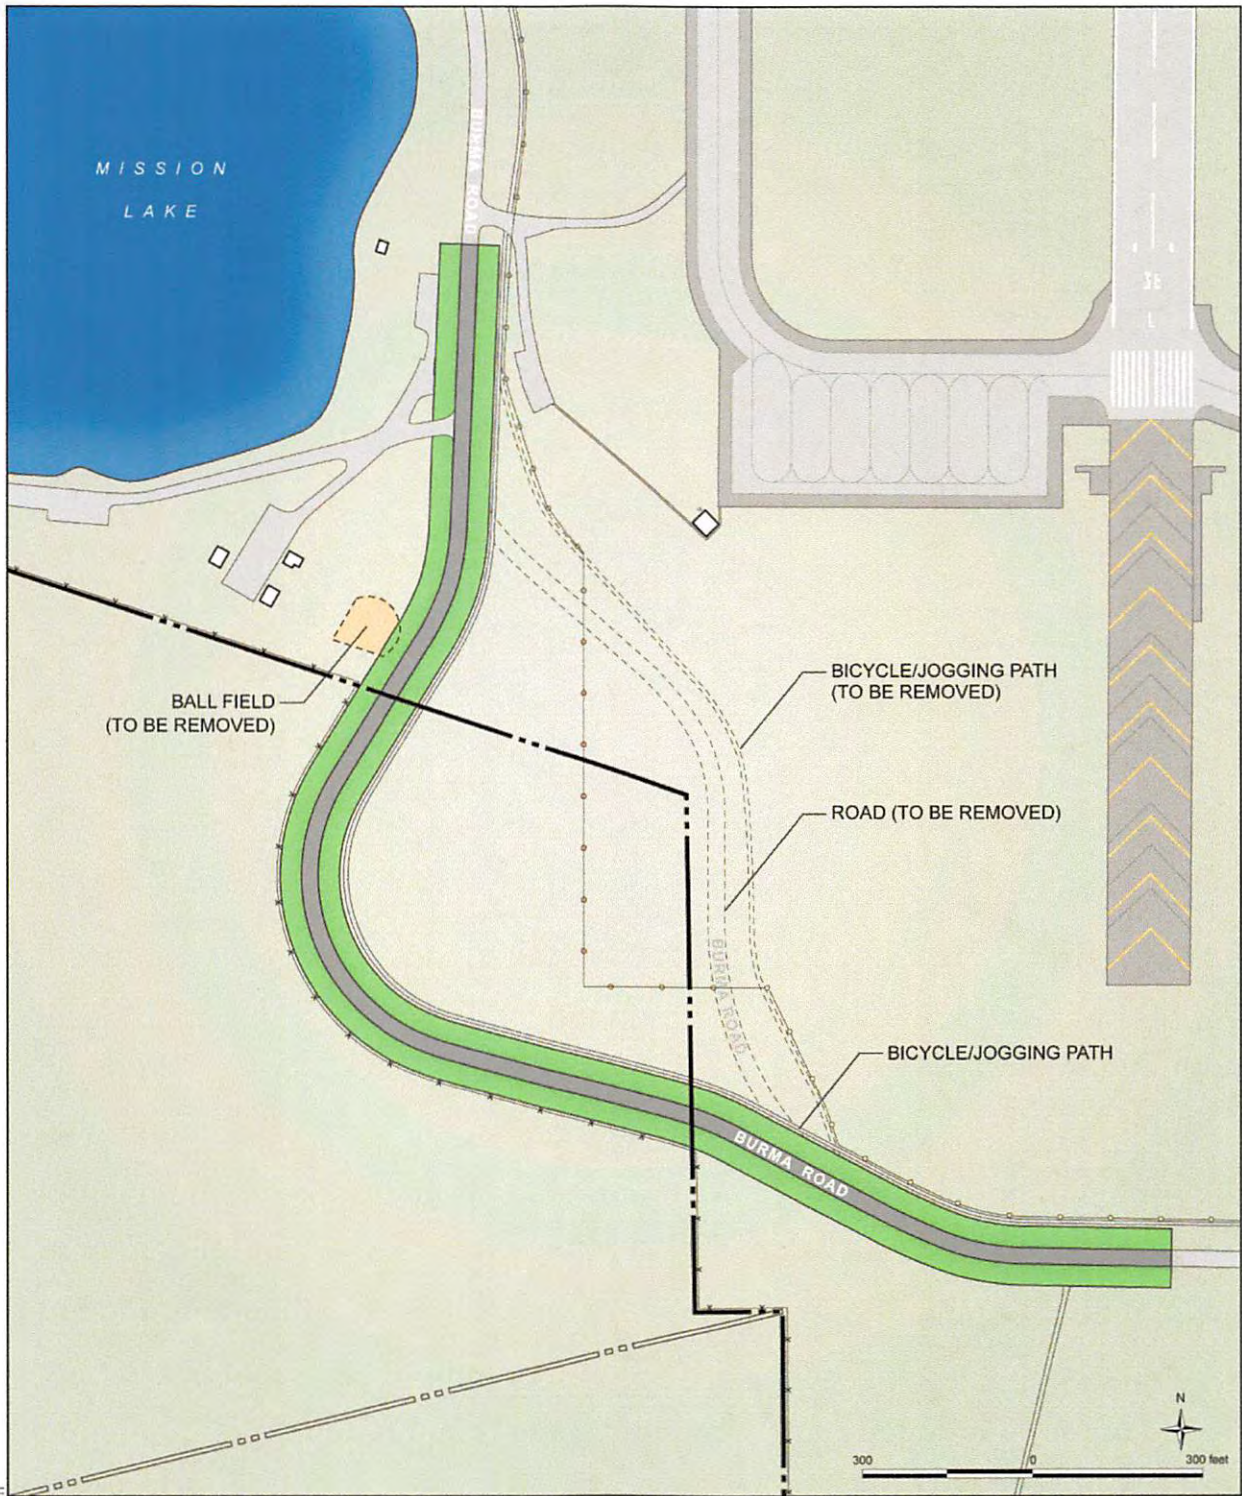 MISSION
LAKE
BURMA ROAD
BALL FIELD
(TO BE REMOVED)
BICYCLE/JOGGING PATH
(TO BE REMOVED)
ROAD (TO BE REMOVED)
BURMA ROAD
BICYCLE/JOGGING PATH
BURMA ROAD
N
300 0 300 feet